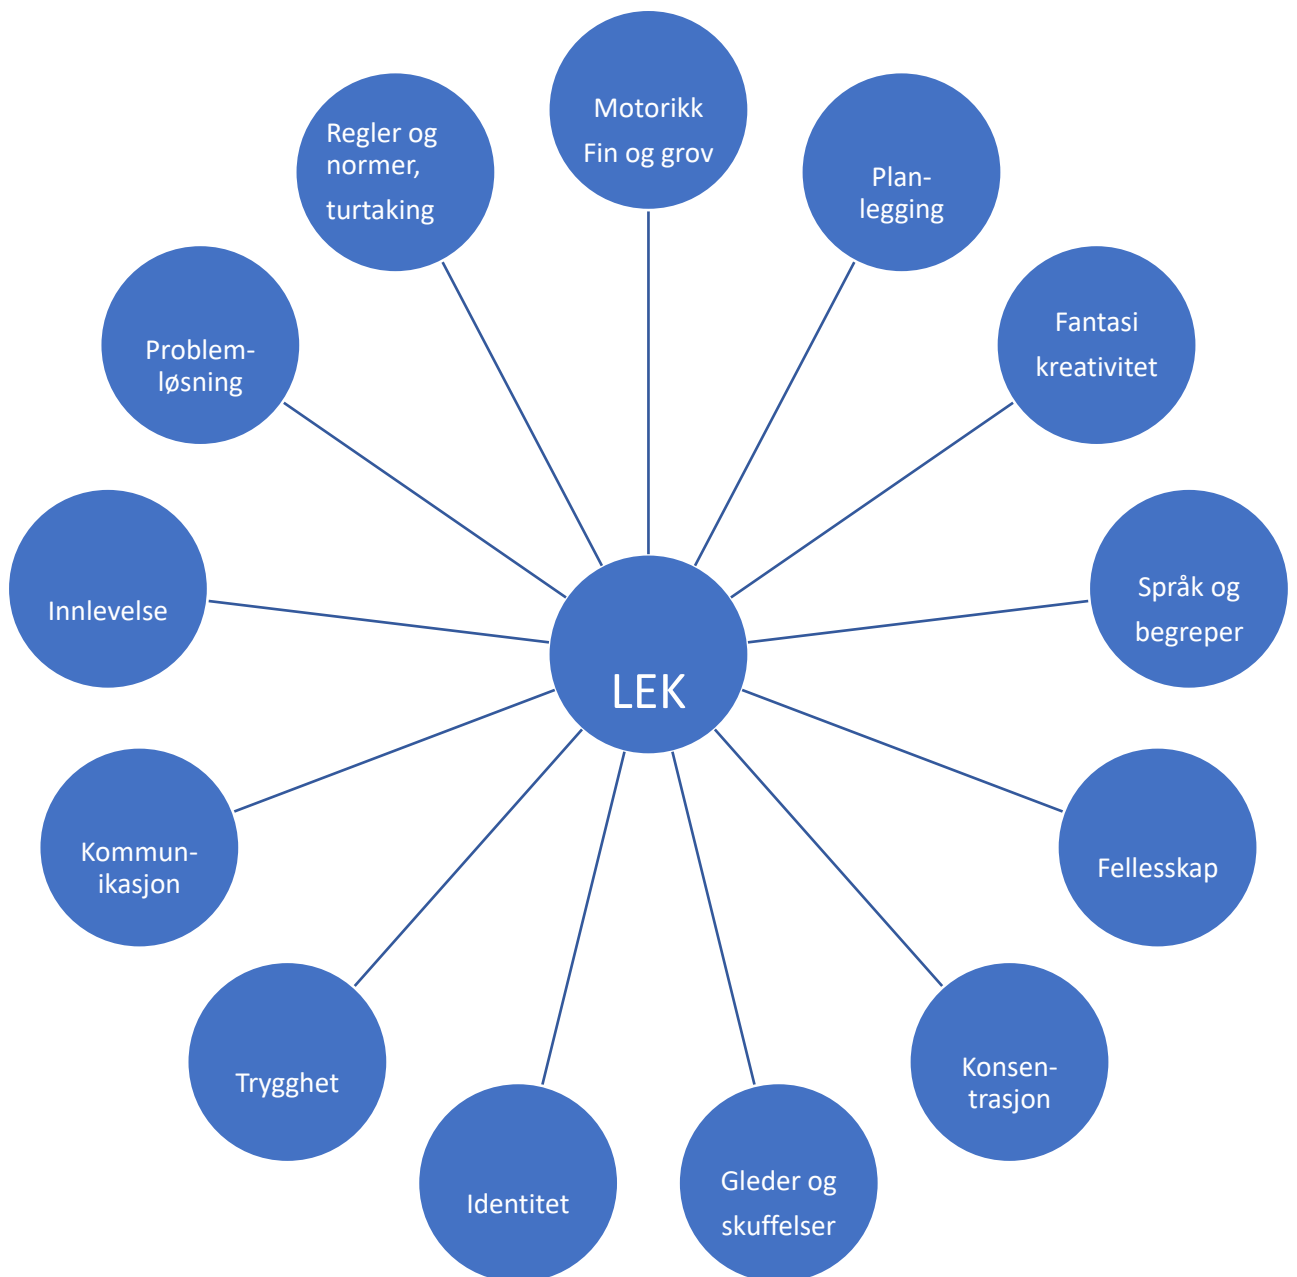 Motorikk
Fin og grov
Plan-
legging
Fantasi
kreativitet
Språk og
begreper
Fellesskap
Konsen-
trasjon
Gleder og
skuffelser
Identitet
Trygghet
Kommun-
ikasjon
Innlevelse
Problem-
løsning
Regler og
normer,
turtaking
LEK